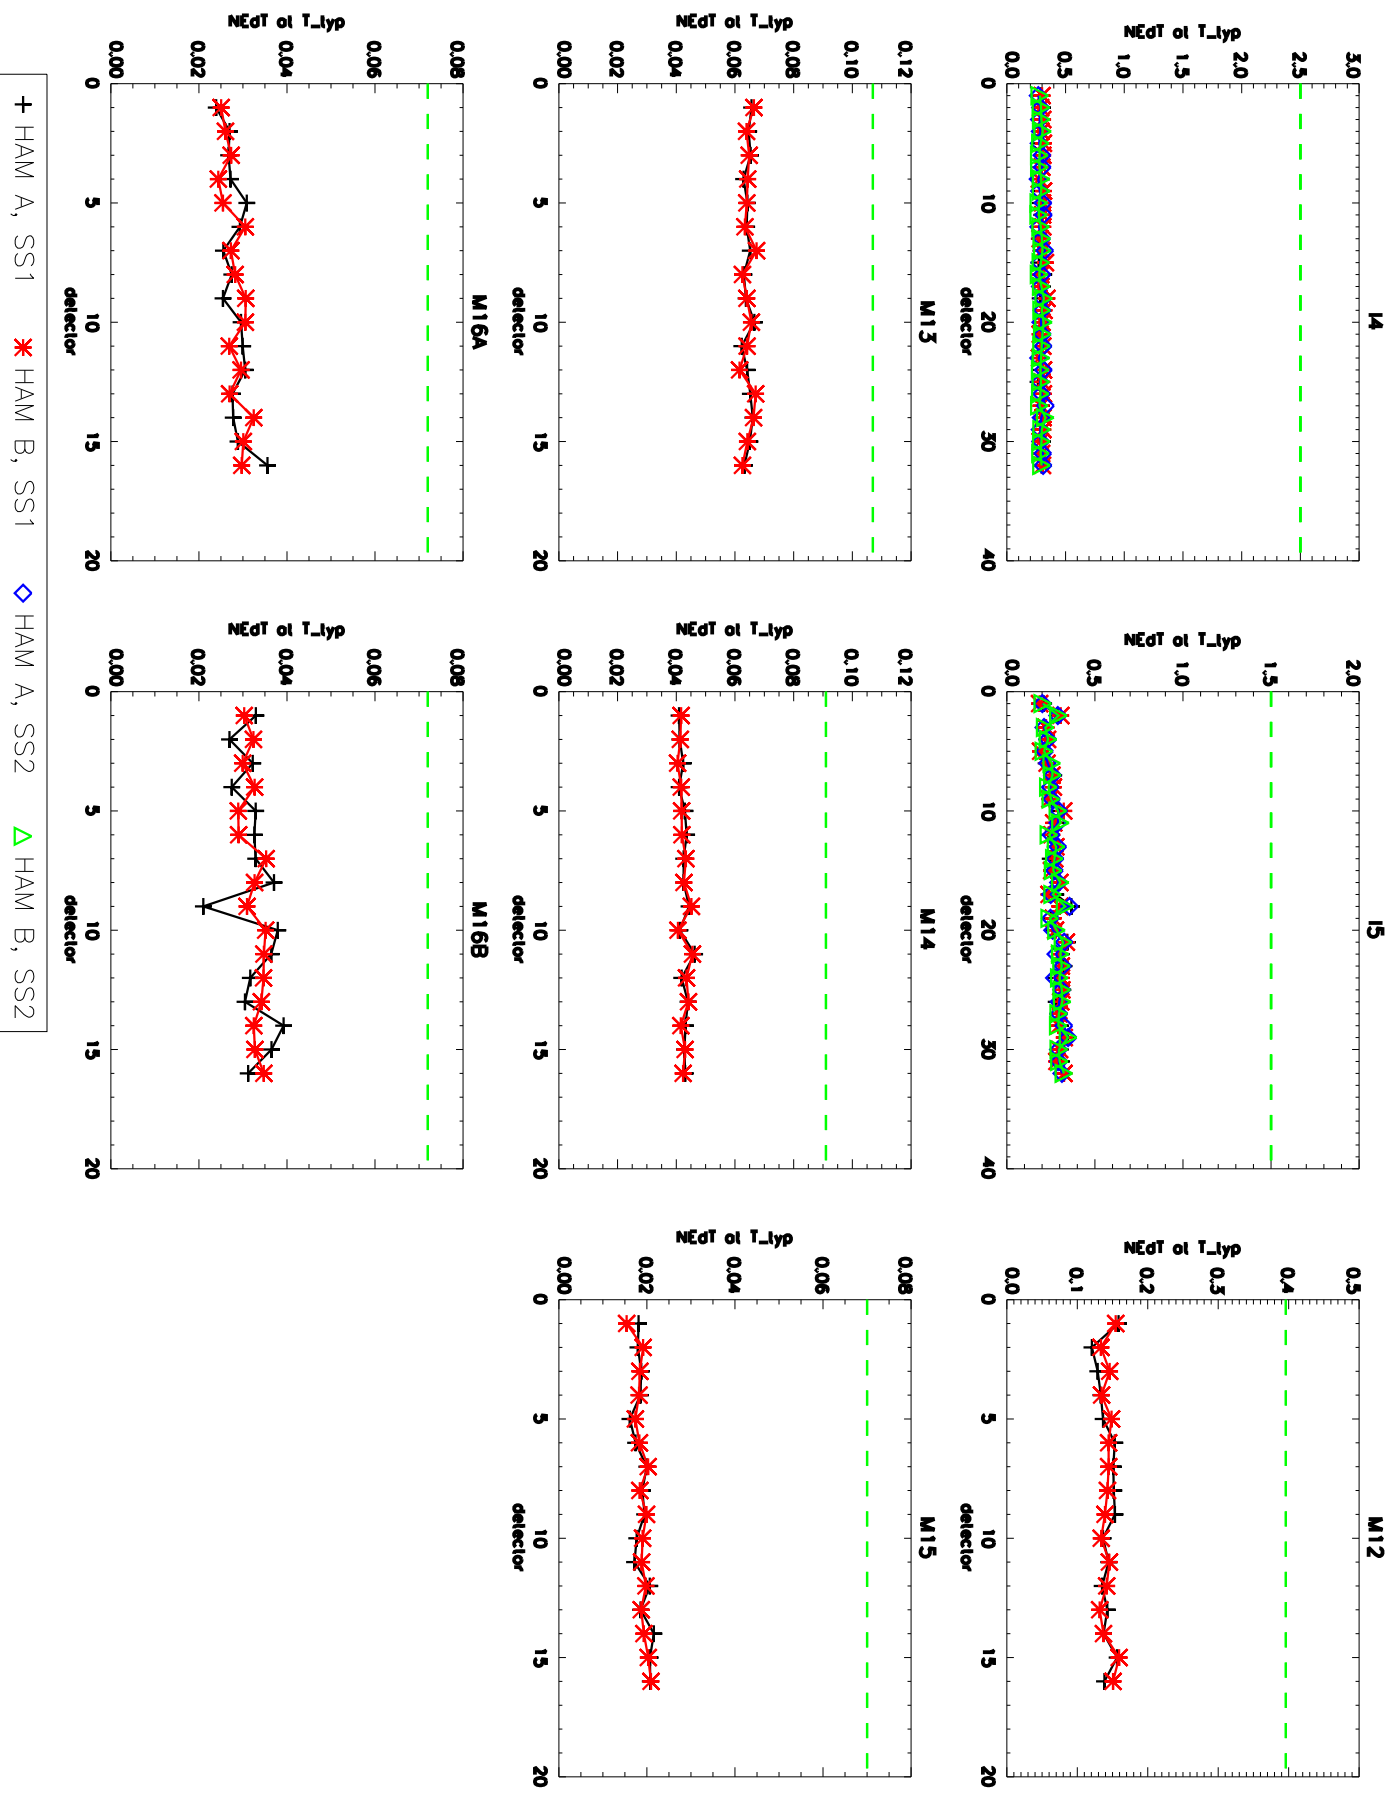 I4
NEdT at T_typ
3.0
2.5
2.0
1.5
1.0
0.5
0.0
0 10 20 30 40
detector
I5
NEdT at T_typ
2.0
1.5
1.0
0.5
0.0
0 10 20 30 40
detector
M12
NEdT at T_typ
0.5
0.4
0.3
0.2
0.1
0.0
0 5 10 15 20
detector
M13
NEdT at T_typ
0.12
0.10
0.08
0.06
0.04
0.02
0.00
0 5 10 15 20
detector
M14
NEdT at T_typ
0.12
0.10
0.08
0.06
0.04
0.02
0.00
0 5 10 15 20
detector
M15
NEdT at T_typ
0.08
0.06
0.04
0.02
0.00
0 5 10 15 20
detector
M16A
NEdT at T_typ
0.08
0.06
0.04
0.02
0.00
0 5 10 15 20
detector
M16B
NEdT at T_typ
0.08
0.06
0.04
0.02
0.00
0 5 10 15 20
detector
HAM A, SS1 HAM B, SS1 HAM A, SS2 HAM B, SS2